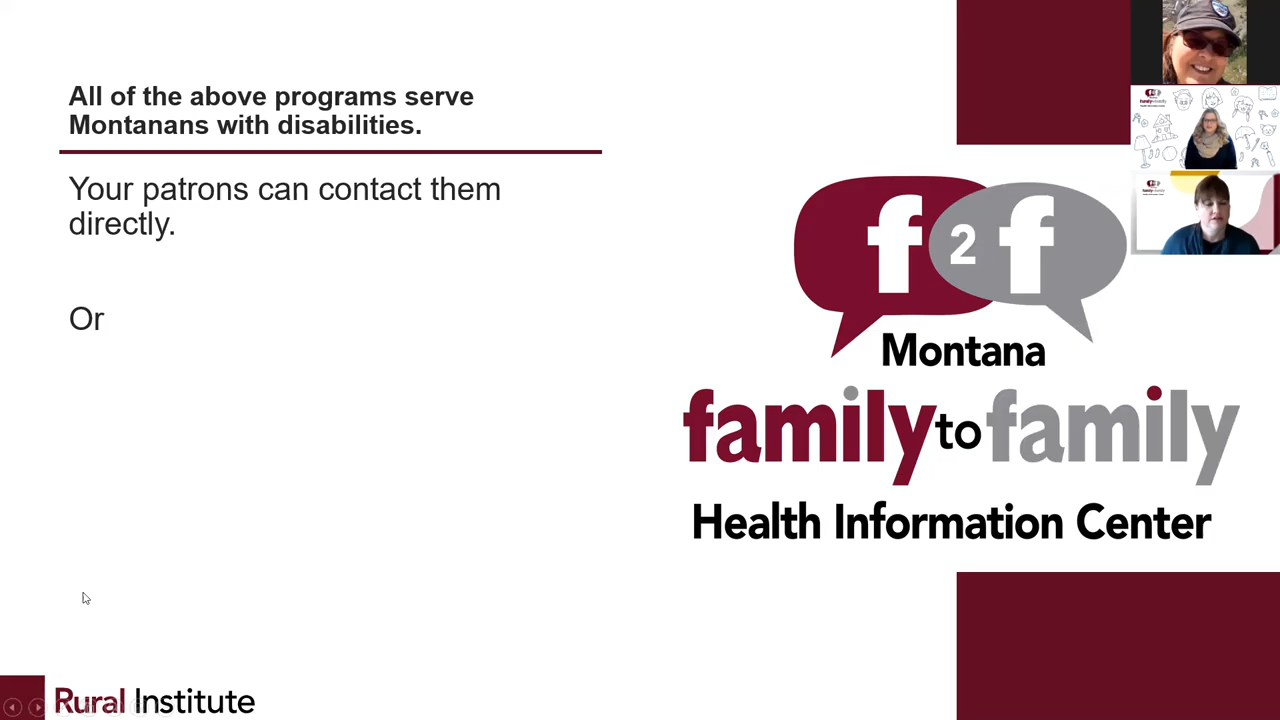 All of the above programs serve
Montanans with disabilities.
Your patrons can contact them
directly.
Or
f2f
Montana
family to family
Health Information Center
Rural Institute